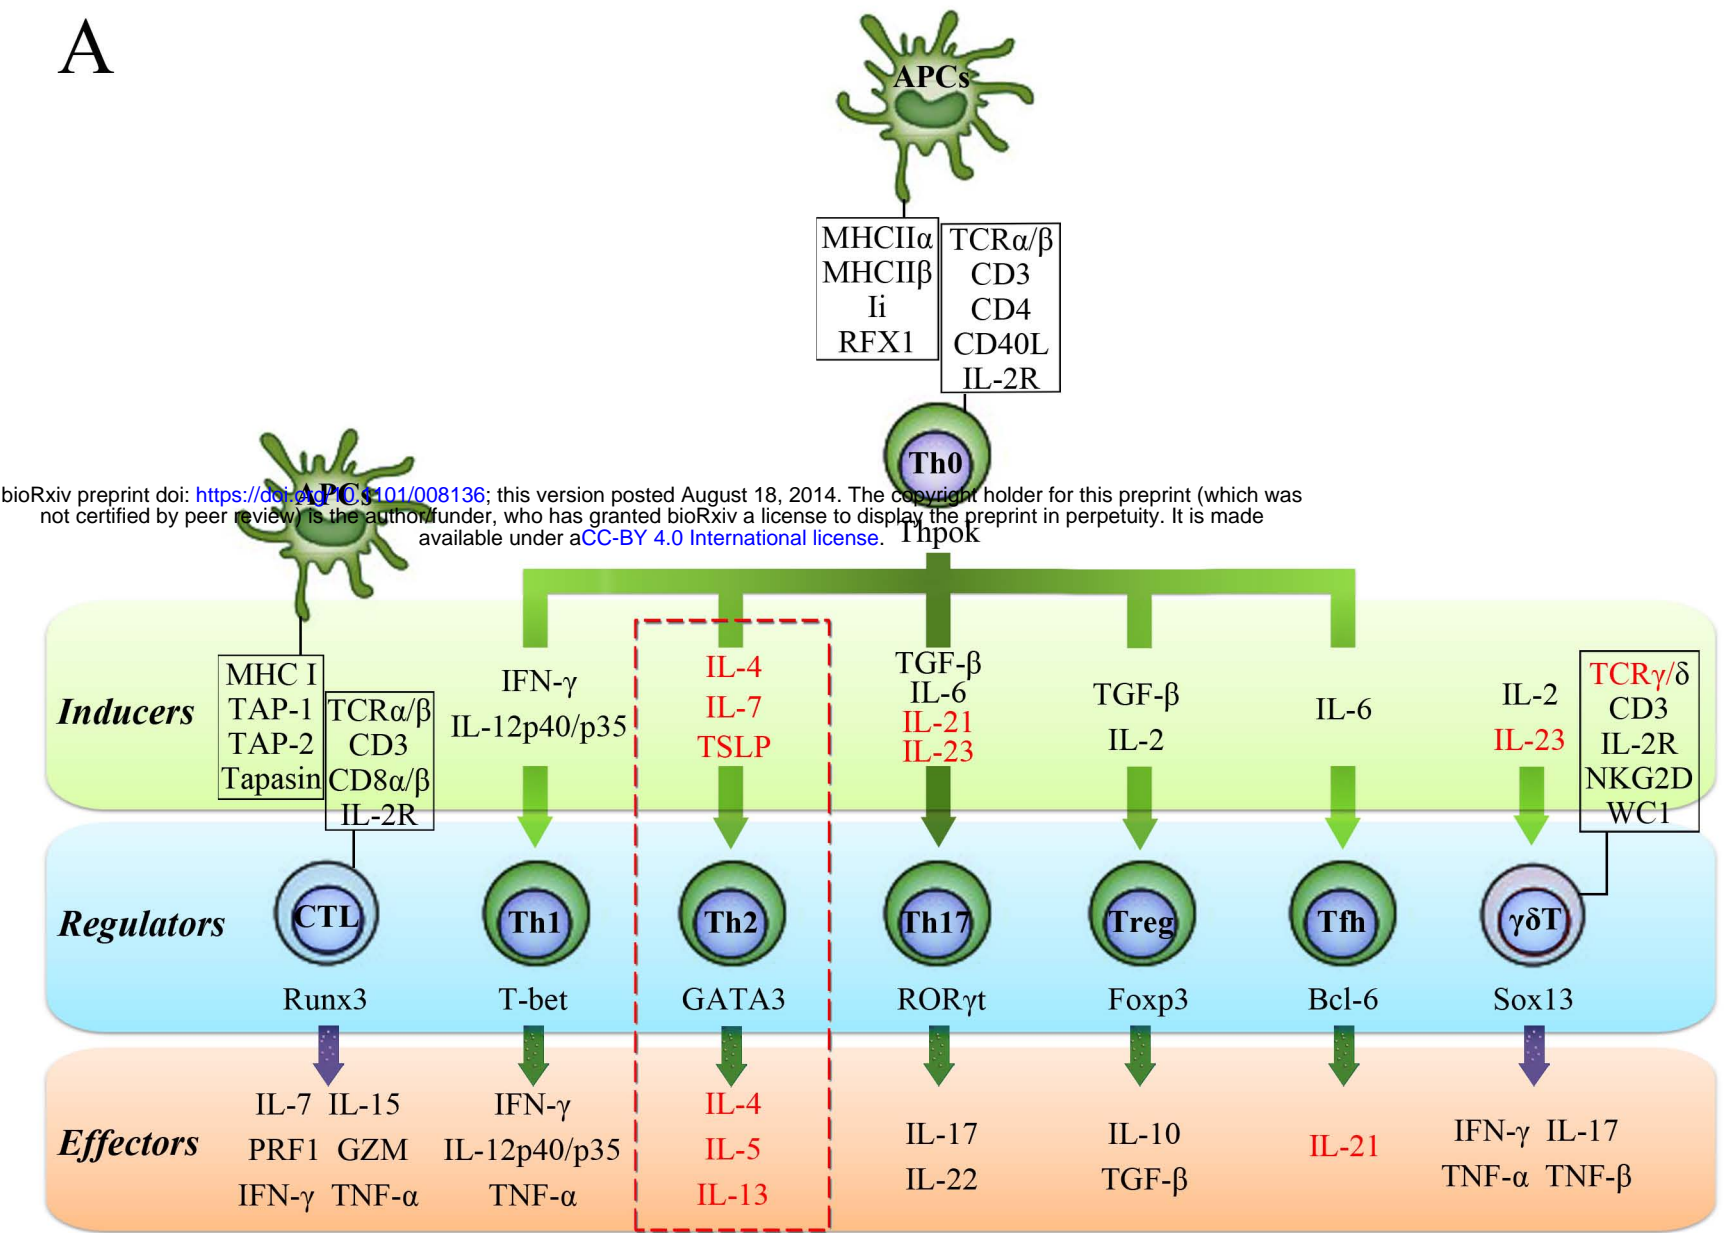 A
APCs
MHCIIα
MHCIIβ
Ii
RFX1
TCRα/β
CD3
CD4
CD40L
IL-2R
Th0
APCs
bioRxiv preprint doi: https://doi.org/10.1101/008136; this version posted August 18, 2014. The copyright holder for this preprint (which was
not certified by peer review) is the author/funder, who has granted bioRxiv a license to display the preprint in perpetuity. It is made
available under aCC-BY 4.0 International license.
Thpok
Inducers
MHC I
TAP-1
TAP-2
Tapasin
TCRα/β
CD3
CD8α/β
IL-2R
IFN-γ
IL-12p40/p35
IL-4
IL-7
TSLP
TGF-β
IL-6
IL-21
IL-23
TGF-β
IL-2
IL-6
IL-2
IL-23
TCRγ/δ
CD3
IL-2R
NKG2D
WC1
Regulators
CTL
Th1
Th2
Th17
Treg
Tfh
γδT
Runx3
T-bet
GATA3
RORγt
Foxp3
Bcl-6
Sox13
Effectors
IL-7 IL-15
PRF1 GZM
IFN-γ TNF-α
IFN-γ
IL-12p40/p35
TNF-α
IL-4
IL-5
IL-13
IL-17
IL-22
IL-10
TGF-β
IL-21
IFN-γ IL-17
TNF-α TNF-β